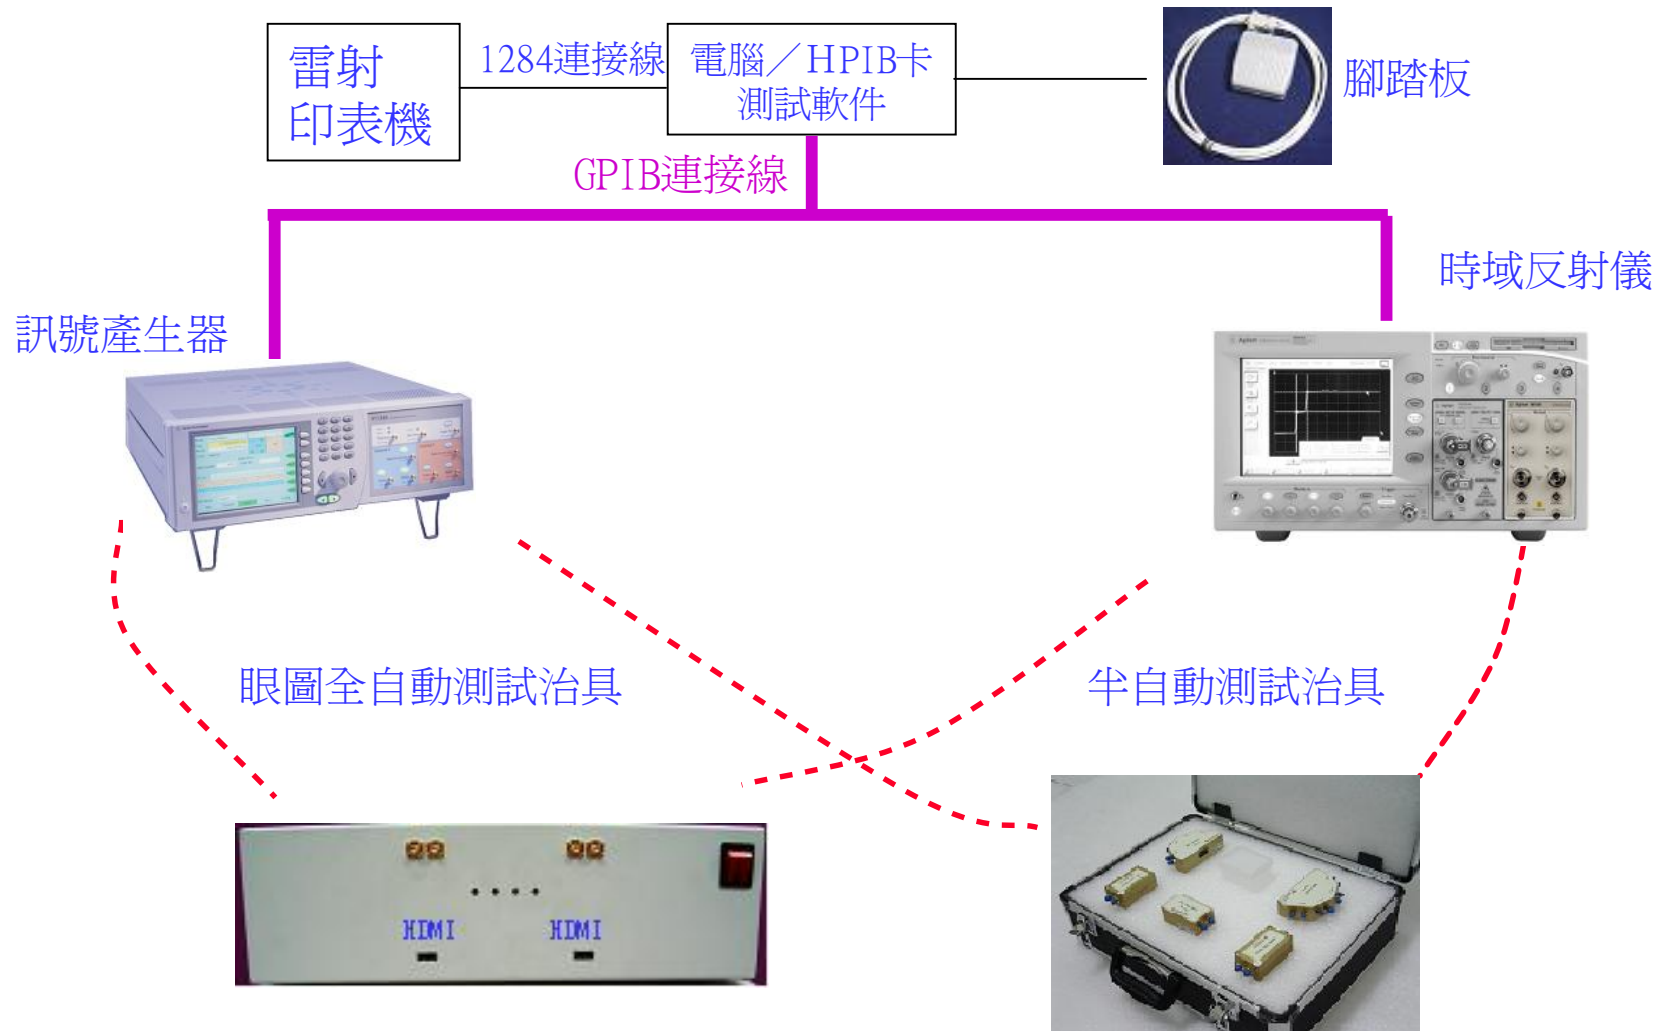 雷射
印表機
1284連接線
電腦／HPIB卡
測試軟件
腳踏板
GPIB連接線
時域反射儀
訊號產生器
Agilent
眼圖全自動測試治具
半自動測試治具
HDMI
HDMI